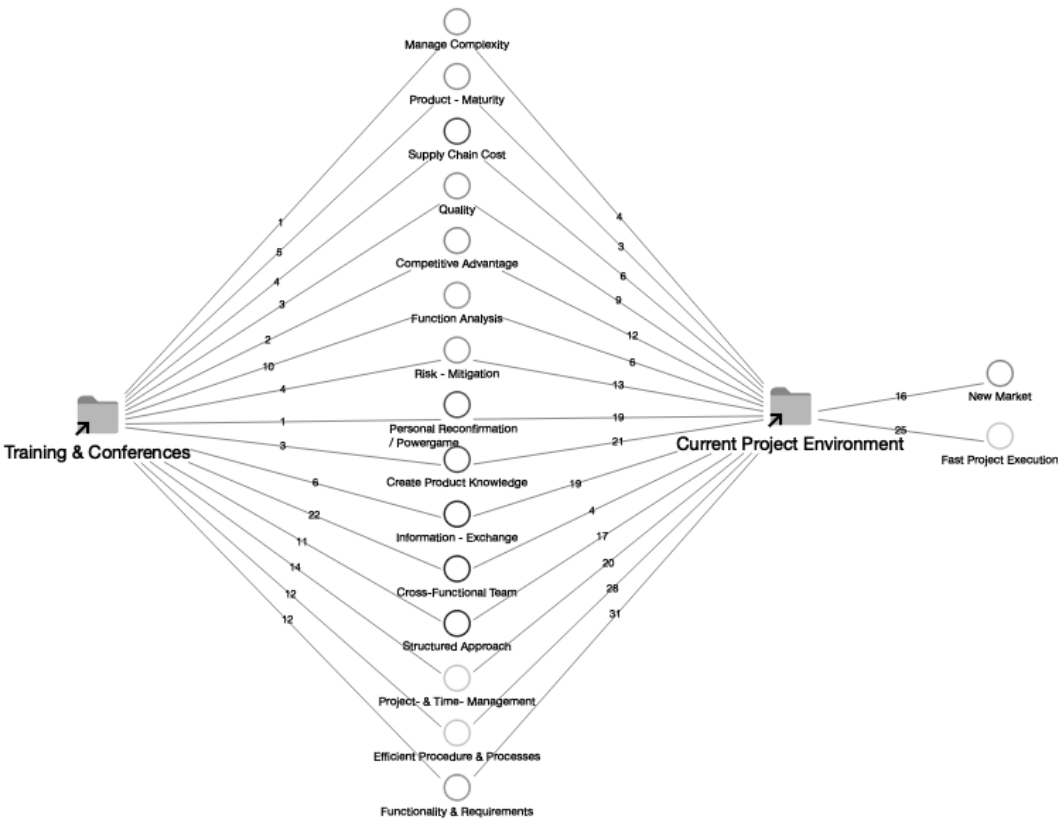 Manage Complexity
Product - Maturity
Supply Chain Cost
1
4
Quality
5
3
4
6
Competitive Advantage
3
9
Function Analysis
2
12
10
6
Risk - Mitigation
4
13
New Market
16
1
19
Personal Reconfirmation
/ Powergame
Training & Conferences
3
21
Current Project Environment
25
Fast Project Execution
Create Product Knowledge
6
19
Information - Exchange
22
4
Cross-Functional Team
11
17
Structured Approach
14
20
Project- & Time- Management
12
28
Efficient Procedure & Processes
12
31
Functionality & Requirements